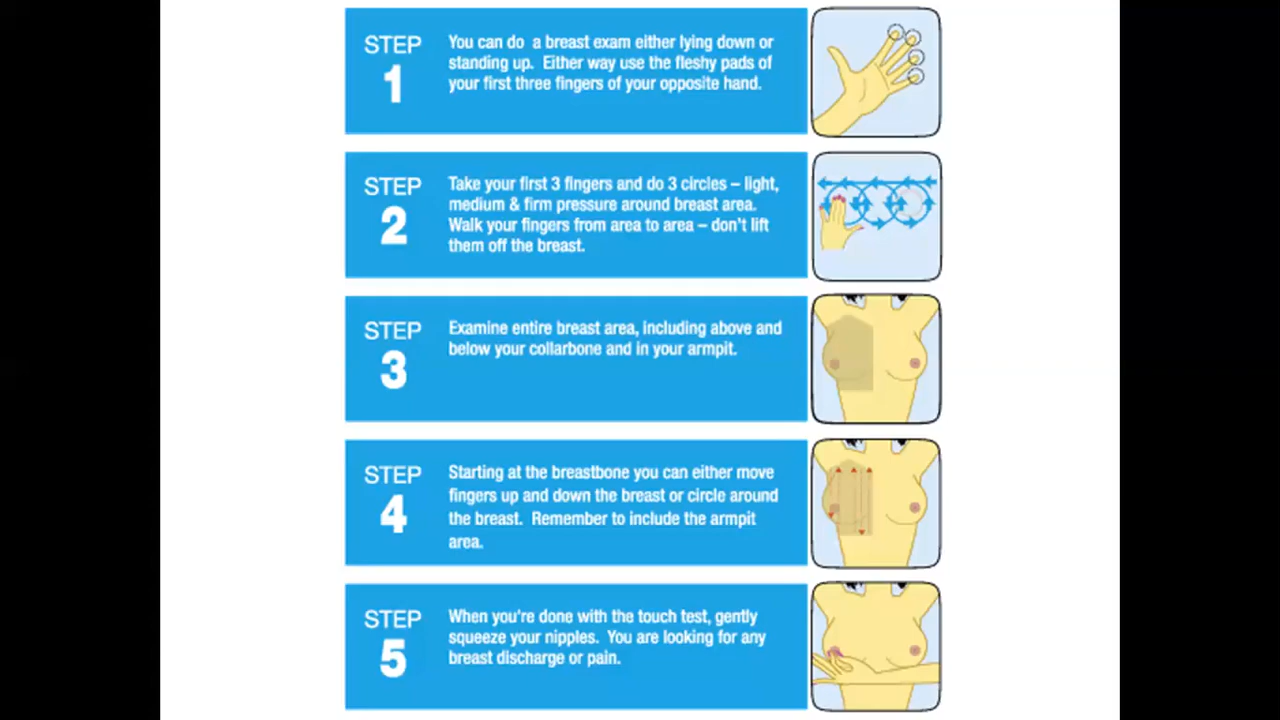 STEP
1
You can do a breast exam either lying down or
standing up. Either way use the fleshy pads of
your first three fingers of your opposite hand.
STEP
2
Take your first 3 fingers and do 3 circles – light,
medium & firm pressure around breast area.
Walk your fingers from area to area – don't lift
them off the breast.
STEP
3
Examine entire breast area, including above and
below your collarbone and in your armpit.
STEP
4
Starting at the breastbone you can either move
fingers up and down the breast or circle around
the breast. Remember to include the armpit
area.
STEP
5
When you're done with the touch test, gently
squeeze your nipples. You are looking for any
breast discharge or pain.